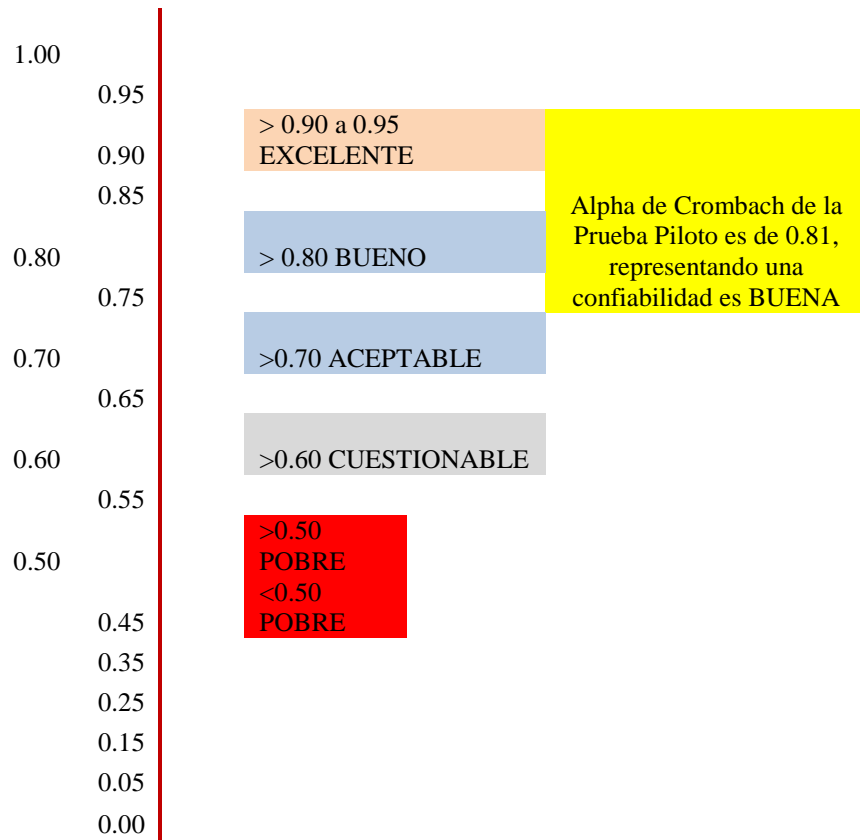 1.00
0.95
> 0.90 a 0.95
0.90
EXCELENTE
0.85
Alpha de Crombach de la
Prueba Piloto es de 0.81,
representando una
confiabilidad es BUENA
0.80
> 0.80 BUENO
0.75
0.70
>0.70 ACEPTABLE
0.65
0.60
>0.60 CUESTIONABLE
0.55
>0.50
0.50
POBRE
<0.50
0.45
POBRE
0.35
0.25
0.15
0.05
0.00